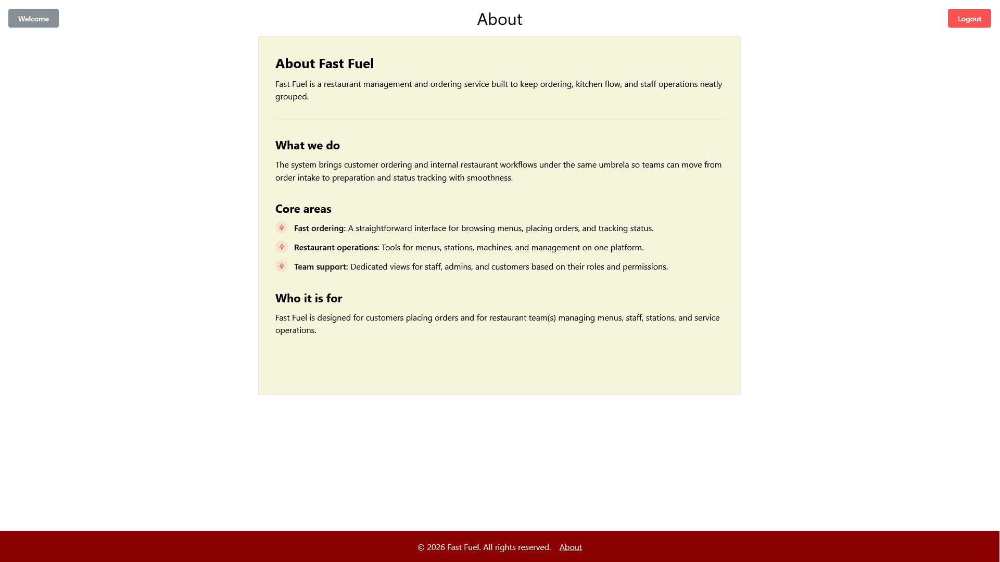 Welcome
About
Logout
About Fast Fuel
Fast Fuel is a restaurant management and ordering service built to keep ordering, kitchen flow, and staff operations neatly
grouped.
What we do
The system brings customer ordering and internal restaurant workflows under the same umbrela so teams can move from
order intake to preparation and status tracking with smoothness.
Core areas
Fast ordering: A straightforward interface for browsing menus, placing orders, and tracking status.
Restaurant operations: Tools for menus, stations, machines, and management on one platform.
Team support: Dedicated views for staff, admins, and customers based on their roles and permissions.
Who it is for
Fast Fuel is designed for customers placing orders and for restaurant team(s) managing menus, staff, stations, and service
operations.
© 2026 Fast Fuel. All rights reserved. About